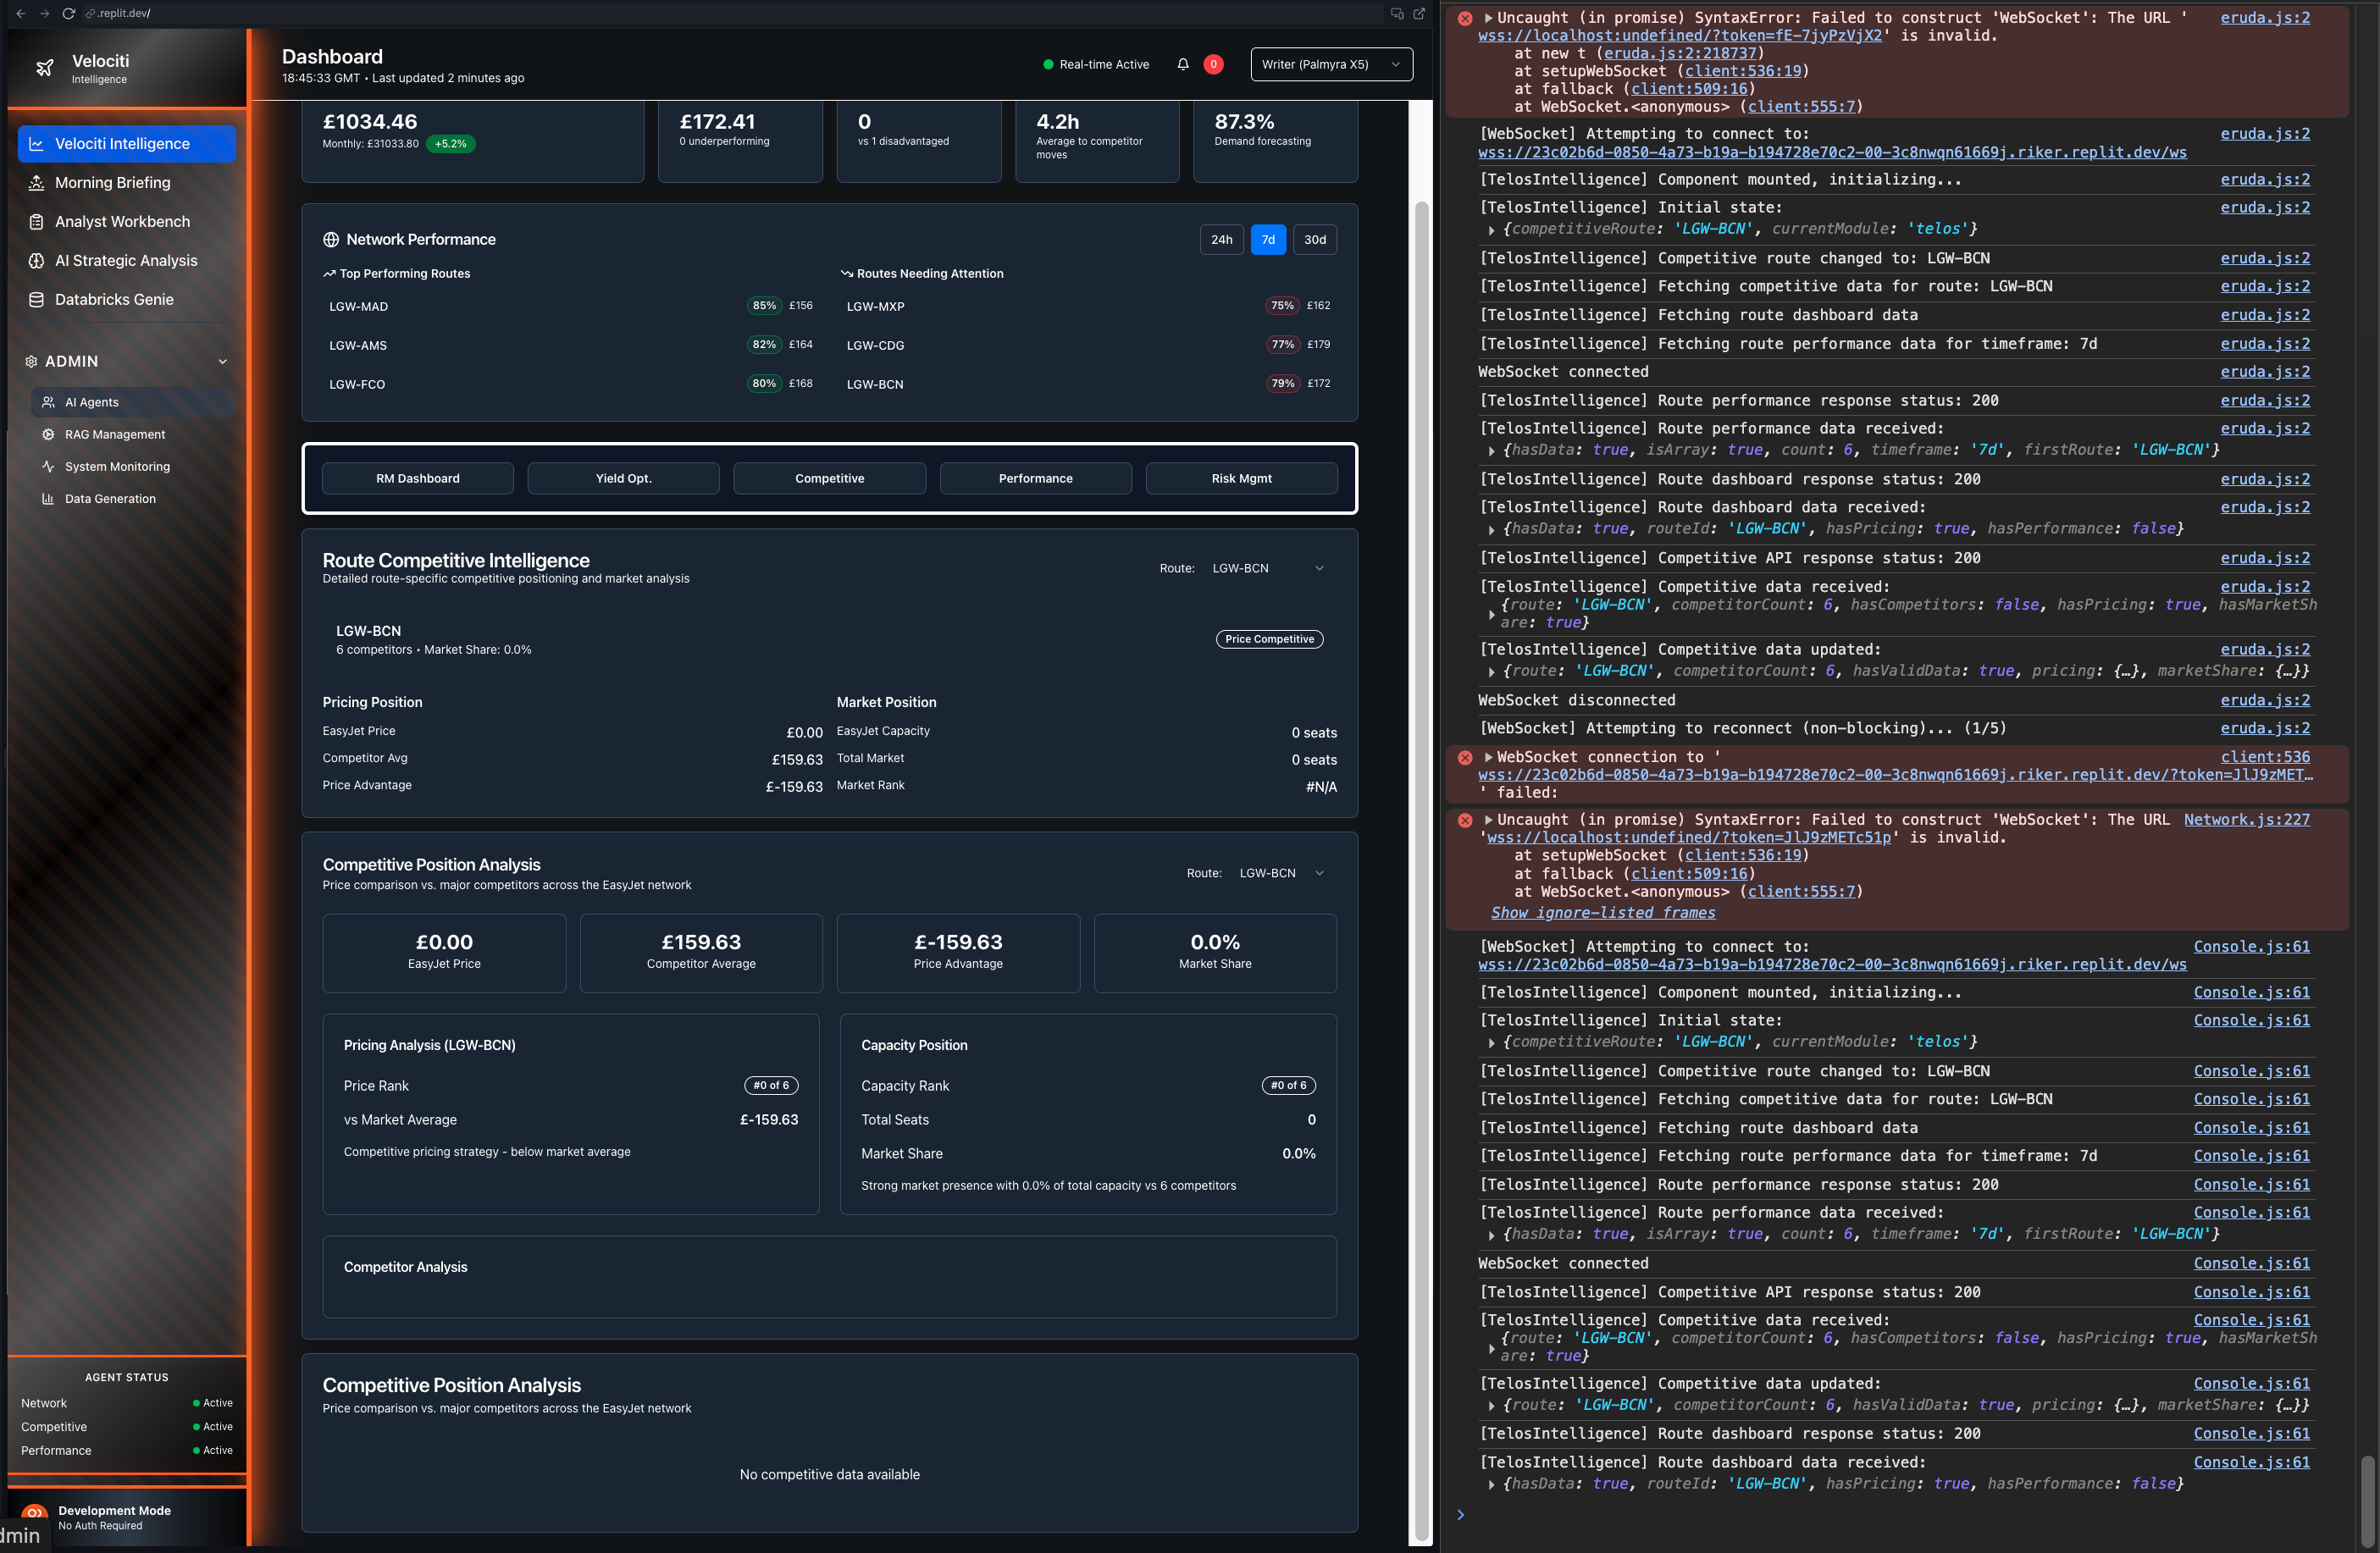 .replit.dev/
Velociti
Intelligence
Velociti Intelligence
Morning Briefing
Analyst Workbench
AI Strategic Analysis
Databricks Genie
ADMIN
AI Agents
RAG Management
System Monitoring
Data Generation
AGENT STATUS
Network Active
Competitive Active
Performance Active
Development Mode
No Auth Required
dmin
Dashboard
18:45:33 GMT • Last updated 2 minutes ago
Real-time Active
0
Writer (Palmyra X5)
£1034.46
Monthly: £31033.80 +5.2%
£172.41
0 underperforming
0
vs 1 disadvantaged
4.2h
Average to competitor
moves
87.3%
Demand forecasting
Network Performance
24h 7d 30d
Top Performing Routes
LGW-MAD 85% £156
LGW-AMS 82% £164
LGW-FCO 80% £168
Routes Needing Attention
LGW-MXP 75% £162
LGW-CDG 77% £179
LGW-BCN 79% £172
RM Dashboard Yield Opt. Competitive Performance Risk Mgmt
Route Competitive Intelligence
Detailed route-specific competitive positioning and market analysis
Route: LGW-BCN
LGW-BCN
6 competitors • Market Share: 0.0%
Price Competitive
Pricing Position
EasyJet Price £0.00
Competitor Avg £159.63
Price Advantage £-159.63
Market Position
EasyJet Capacity 0 seats
Total Market 0 seats
Market Rank #N/A
Competitive Position Analysis
Price comparison vs. major competitors across the EasyJet network
Route: LGW-BCN
£0.00
EasyJet Price
£159.63
Competitor Average
£-159.63
Price Advantage
0.0%
Market Share
Pricing Analysis (LGW-BCN)
Price Rank #0 of 6
vs Market Average £-159.63
Competitive pricing strategy - below market average
Capacity Position
Capacity Rank #0 of 6
Total Seats 0
Market Share 0.0%
Strong market presence with 0.0% of total capacity vs 6 competitors
Competitor Analysis
Competitive Position Analysis
Price comparison vs. major competitors across the EasyJet network
No competitive data available
Uncaught (in promise) SyntaxError: Failed to construct 'WebSocket': The URL ' eruda.js:2
wss://localhost:undefined/?token=fE-7jyPzVjX2' is invalid.
at new t (eruda.js:2:218737)
at setupWebSocket (client:536:19)
at fallback (client:509:16)
at WebSocket.<anonymous> (client:555:7)
[WebSocket] Attempting to connect to: eruda.js:2
wss://23c02b6d-0850-4a73-b19a-b194728e70c2-00-3c8nwqn61669j.riker.replit.dev/ws
[TelosIntelligence] Component mounted, initializing... eruda.js:2
[TelosIntelligence] Initial state: eruda.js:2
{competitiveRoute: 'LGW-BCN', currentModule: 'telos'}
[TelosIntelligence] Competitive route changed to: LGW-BCN eruda.js:2
[TelosIntelligence] Fetching competitive data for route: LGW-BCN eruda.js:2
[TelosIntelligence] Fetching route dashboard data eruda.js:2
[TelosIntelligence] Fetching route performance data for timeframe: 7d eruda.js:2
WebSocket connected eruda.js:2
[TelosIntelligence] Route performance response status: 200 eruda.js:2
[TelosIntelligence] Route performance data received: eruda.js:2
{hasData: true, isArray: true, count: 6, timeframe: '7d', firstRoute: 'LGW-BCN'}
[TelosIntelligence] Route dashboard response status: 200 eruda.js:2
[TelosIntelligence] Route dashboard data received: eruda.js:2
{hasData: true, routeId: 'LGW-BCN', hasPricing: true, hasPerformance: false}
[TelosIntelligence] Competitive API response status: 200 eruda.js:2
[TelosIntelligence] Competitive data received: eruda.js:2
{route: 'LGW-BCN', competitorCount: 6, hasCompetitors: false, hasPricing: true, hasMarketSh
are: true}
[TelosIntelligence] Competitive data updated: eruda.js:2
{route: 'LGW-BCN', competitorCount: 6, hasValidData: true, pricing: {…}, marketShare: {…}}
WebSocket disconnected eruda.js:2
[WebSocket] Attempting to reconnect (non-blocking)... (1/5) eruda.js:2
WebSocket connection to ' client:536
wss://23c02b6d-0850-4a73-b19a-b194728e70c2-00-3c8nwqn61669j.riker.replit.dev/?token=JlJ9zMET…
' failed:
Uncaught (in promise) SyntaxError: Failed to construct 'WebSocket': The URL Network.js:227
'wss://localhost:undefined/?token=JlJ9zMETc51p' is invalid.
at setupWebSocket (client:536:19)
at fallback (client:509:16)
at WebSocket.<anonymous> (client:555:7)
Show ignore-listed frames
[WebSocket] Attempting to connect to: Console.js:61
wss://23c02b6d-0850-4a73-b19a-b194728e70c2-00-3c8nwqn61669j.riker.replit.dev/ws
[TelosIntelligence] Component mounted, initializing... Console.js:61
[TelosIntelligence] Initial state: Console.js:61
{competitiveRoute: 'LGW-BCN', currentModule: 'telos'}
[TelosIntelligence] Competitive route changed to: LGW-BCN Console.js:61
[TelosIntelligence] Fetching competitive data for route: LGW-BCN Console.js:61
[TelosIntelligence] Fetching route dashboard data Console.js:61
[TelosIntelligence] Fetching route performance data for timeframe: 7d Console.js:61
[TelosIntelligence] Route performance response status: 200 Console.js:61
[TelosIntelligence] Route performance data received: Console.js:61
{hasData: true, isArray: true, count: 6, timeframe: '7d', firstRoute: 'LGW-BCN'}
WebSocket connected Console.js:61
[TelosIntelligence] Competitive API response status: 200 Console.js:61
[TelosIntelligence] Competitive data received: Console.js:61
{route: 'LGW-BCN', competitorCount: 6, hasCompetitors: false, hasPricing: true, hasMarketSh
are: true}
[TelosIntelligence] Competitive data updated: Console.js:61
{route: 'LGW-BCN', competitorCount: 6, hasValidData: true, pricing: {…}, marketShare: {…}}
[TelosIntelligence] Route dashboard response status: 200 Console.js:61
[TelosIntelligence] Route dashboard data received: Console.js:61
{hasData: true, routeId: 'LGW-BCN', hasPricing: true, hasPerformance: false}